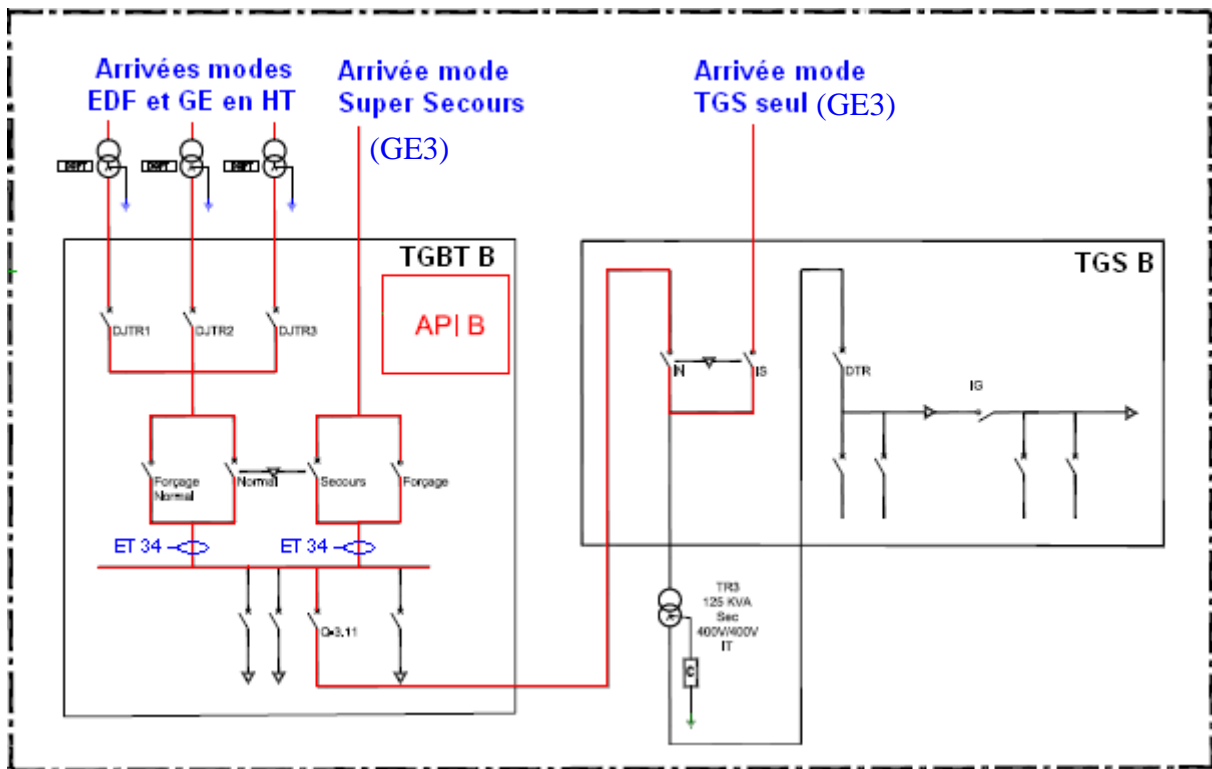 Arrivées modes
EDF et GE en HT
Arrivée mode
Super Secours
(GE3)
Arrivée mode
TGS seul (GE3)
TGBT B
API B
DJTR1
DJTR2
DJTR3
Forçage
Normal
Normal
Secours
Forçage
ET 34
ET 34
Q-3.11
TGS B
IN
IS
DTR
IG
TR3
125 KVA
Sec
400V/400V
IT
C